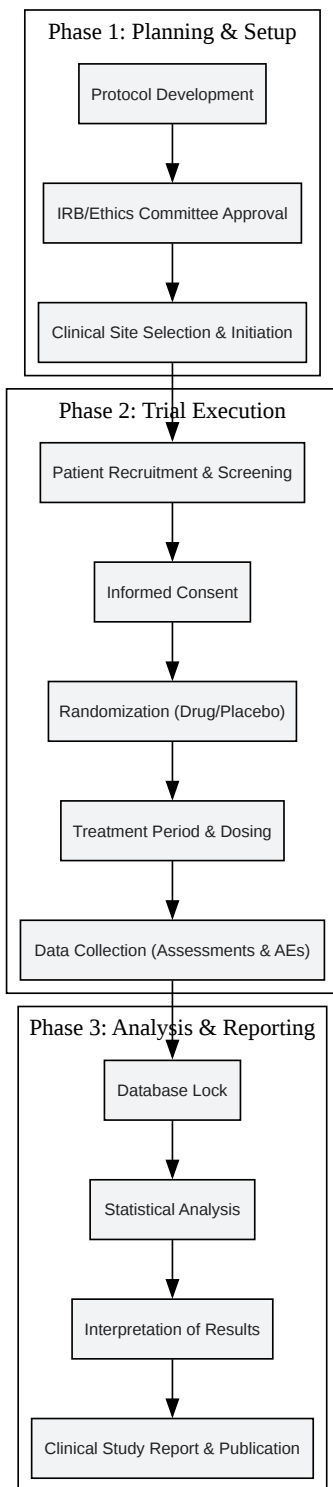 Phase 1: Planning & Setup
Protocol Development
IRB/Ethics Committee Approval
Clinical Site Selection & Initiation
Phase 2: Trial Execution
Patient Recruitment & Screening
Informed Consent
Randomization (Drug/Placebo)
Treatment Period & Dosing
Data Collection (Assessments & AEs)
Phase 3: Analysis & Reporting
Database Lock
Statistical Analysis
Interpretation of Results
Clinical Study Report & Publication